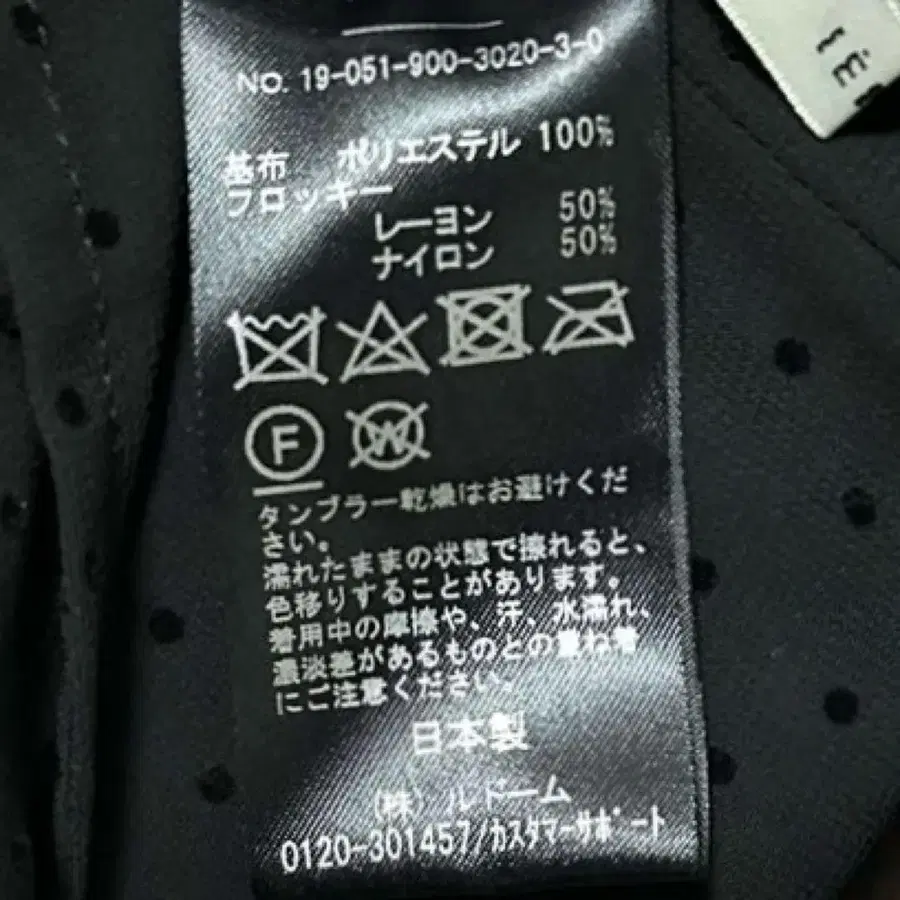 NO. 19-051-900-3020-3-0
基布 ポリエステル 100%
フロッキー
レーヨン 50%
ナイロン 50%
F W
タンブラー乾燥はお避けくだ
さい。
濡れたままの状態で擦れると、
色移りすることがあります。
着用中の摩擦や、汗、水濡れ、
濃淡差があるものとの重ね着
にご注意ください。
日本製
(株) ルドーム
0120-301457/カスタマーサポート